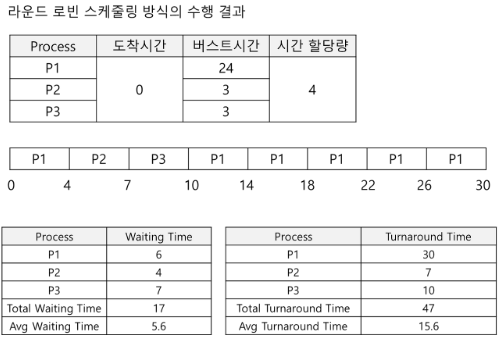 라운드 로빈 스케줄링 방식의 수행 결과
Process 도착시간 버스트시간 시간 할당량
P1 24
P2 0 3 4
P3 3
P1 P2 P3 P1 P1 P1 P1 P1
0 4 7 10 14 18 22 26 30
Process Waiting Time
P1 6
P2 4
P3 7
Total Waiting Time 17
Avg Waiting Time 5.6
Process Turnaround Time
P1 30
P2 7
P3 10
Total Turnaround Time 47
Avg Turnaround Time 15.6